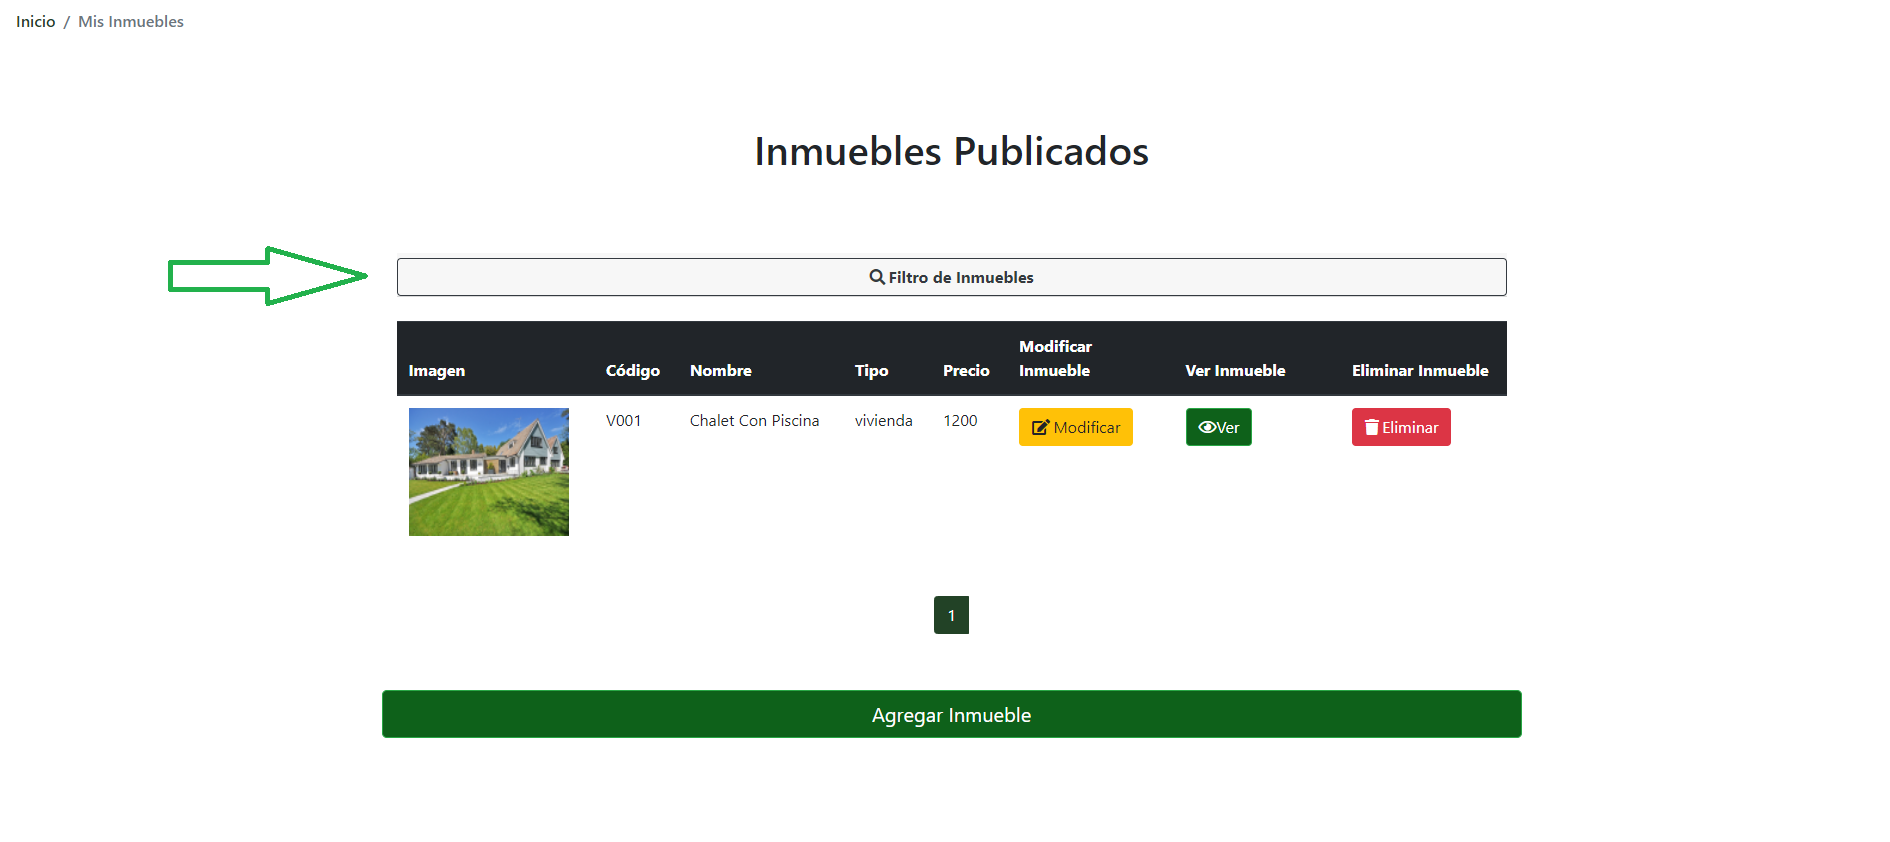 Inicio / Mis Inmuebles
Inmuebles Publicados
Filtro de Inmuebles
Imagen Código Nombre Tipo Precio Modificar Inmueble Ver Inmueble Eliminar Inmueble
V001 Chalet Con Piscina vivienda 1200 Modificar Ver Eliminar
1
Agregar Inmueble